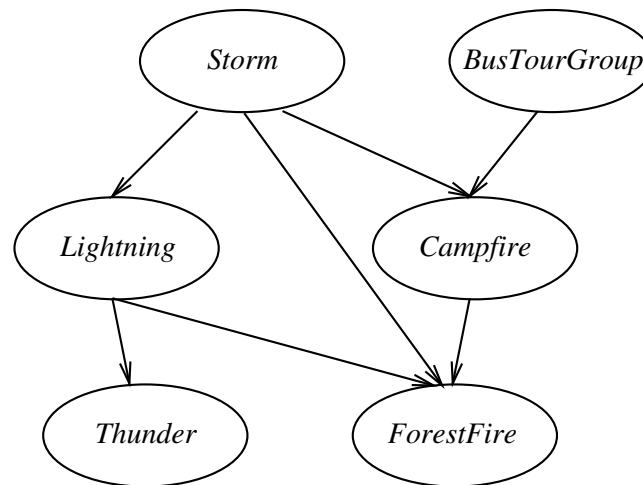 Storm
BusTourGroup
Lightning
Campfire
Thunder
ForestFire